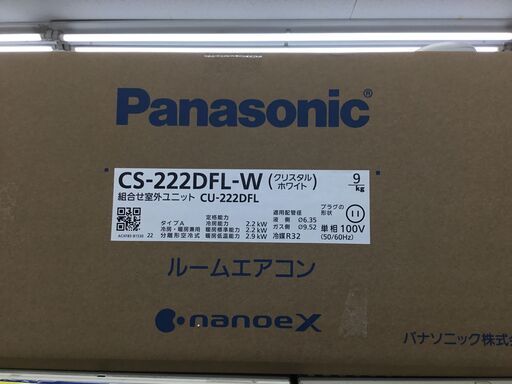 Panasonic®
CS-222DFL-W (クリスタルホワイト) 9 kg
組合せ室外ユニット CU-222DFL
定格能力 適用配管径 プラグの形状
タイプA 冷房能力 2.2 kW 液側 Ø6.35
冷房・暖房兼用 暖房標準能力 2.2 kW ガス側 Ø9.52 単相100V
分離形空冷式 暖房低温能力 2.9 kW 冷媒R32 (50/60Hz)
22
ルームエアコン
nanoeX
パナソニック株式